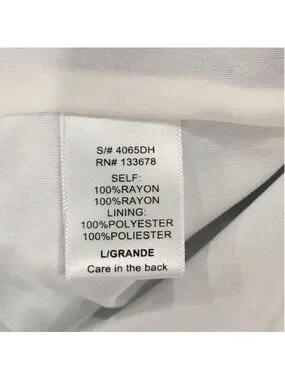 S/# 4065DH
RN# 133678
SELF:
100%RAYON
100%RAYON
LINING:
100%POLYESTER
100%POLIESTER
L/GRANDE
Care in the back